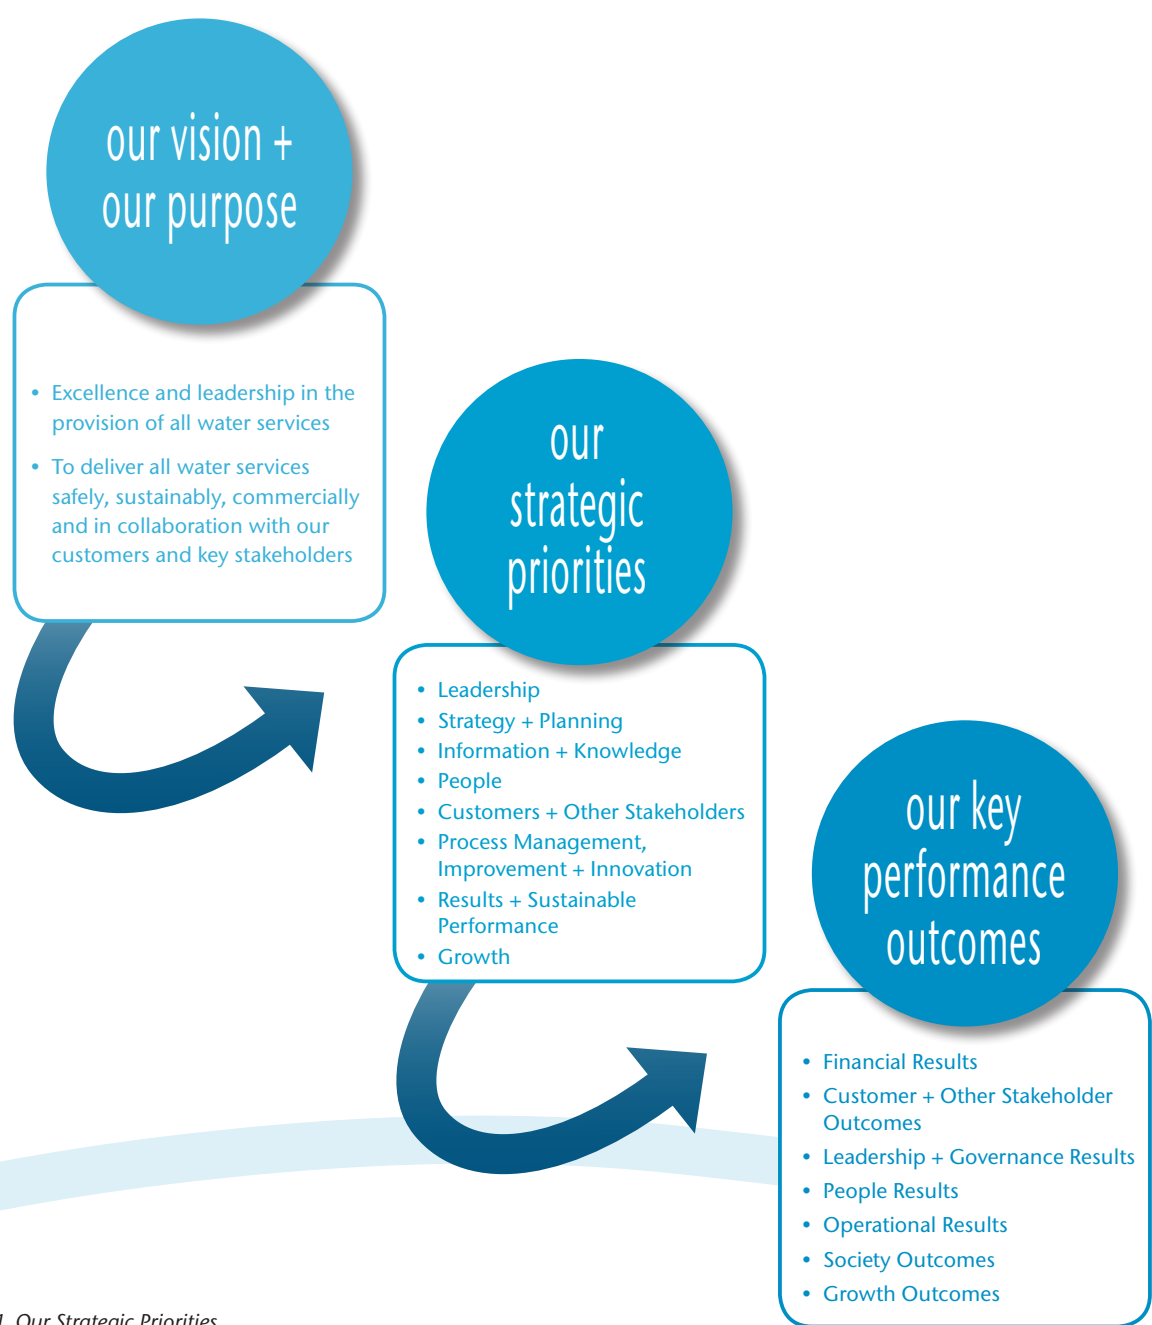 our vision +
our purpose
• Excellence and leadership in the
provision of all water services
• To deliver all water services
safely, sustainably, commercially
and in collaboration with our
customers and key stakeholders
our
strategic
priorities
• Leadership
• Strategy + Planning
• Information + Knowledge
• People
• Customers + Other Stakeholders
• Process Management,
Improvement + Innovation
• Results + Sustainable
Performance
• Growth
our key
performance
outcomes
• Financial Results
• Customer + Other Stakeholder
Outcomes
• Leadership + Governance Results
• People Results
• Operational Results
• Society Outcomes
• Growth Outcomes
Our Strategic Priorities